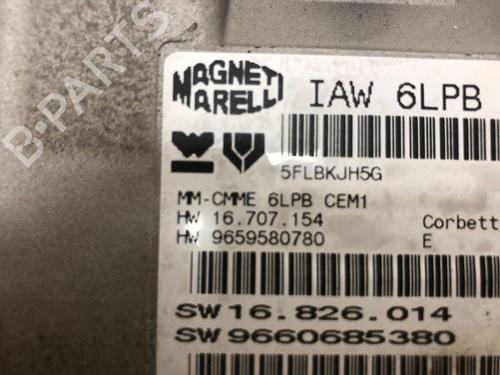 B-PARTS
MAGNETI
MARELLI
IAW 6LPB
5FLBKJH5G
MM-CMME 6LPB CEM1
HW 16.707.154
Corbett
HW 9659580780
E
SW 16.826.014
SW 9660685380